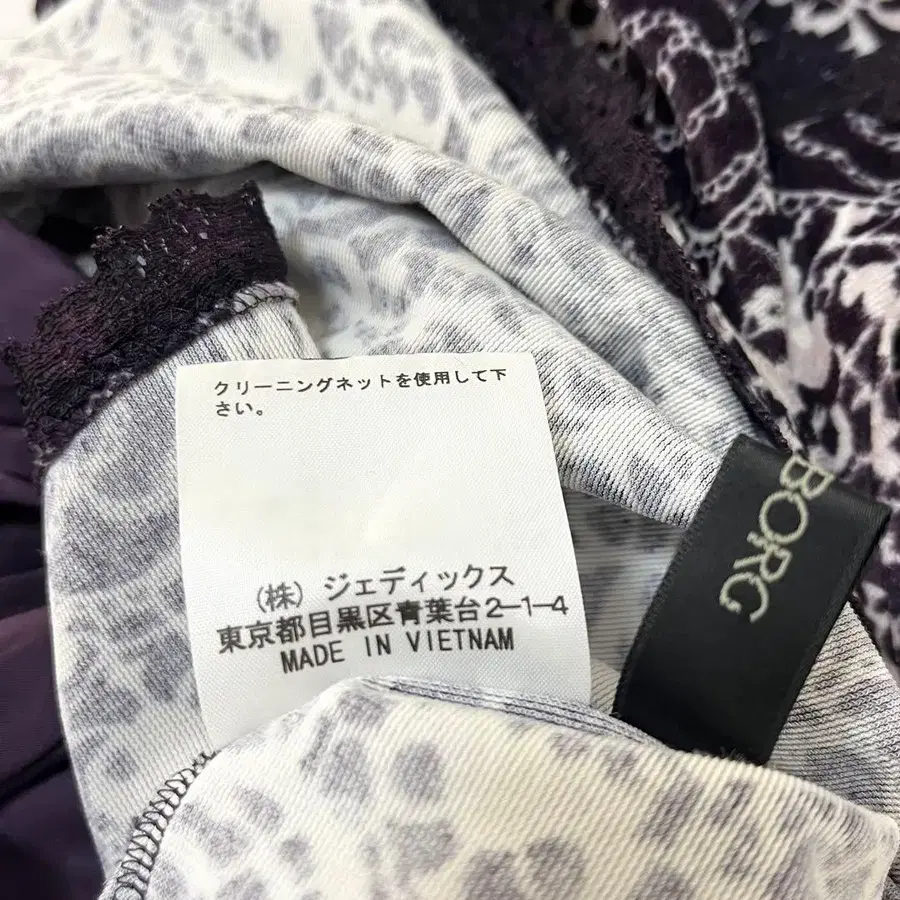 クリーニングネットを使用して下
さい。
(株) ジェディックス
東京都目黒区青葉台2-1-4
MADE IN VIETNAM
BORG